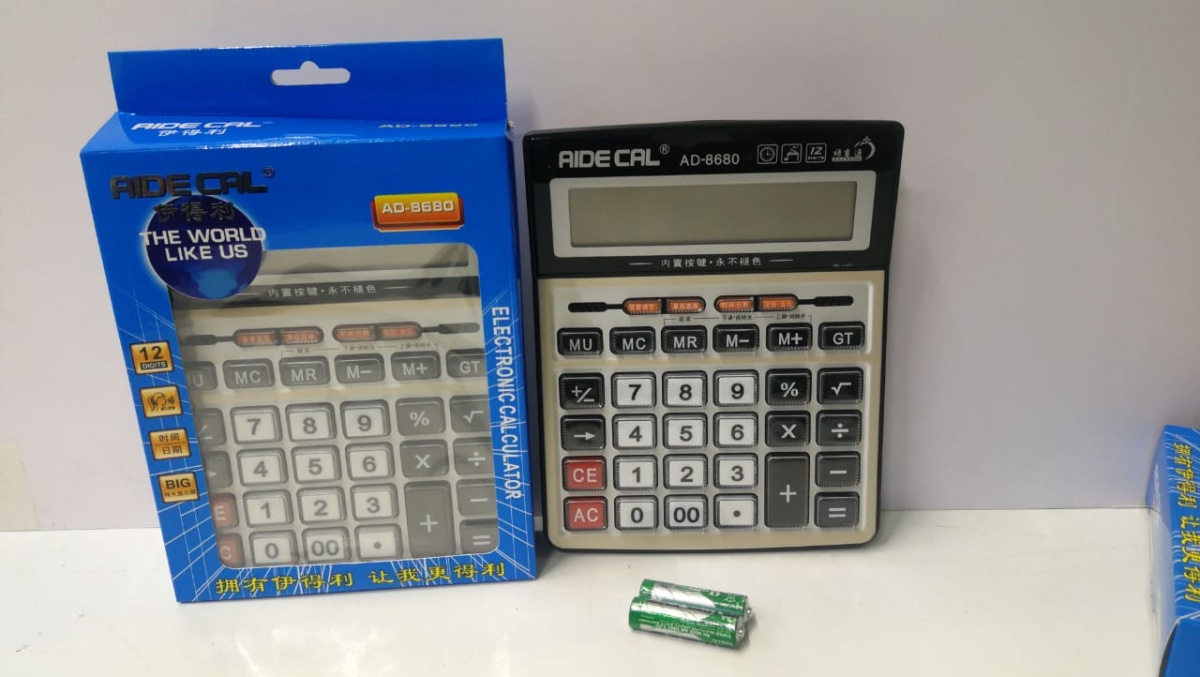 AIDE CAL
伊得利
AD-8680
AIDE CAL
伊得利
AD-8680
THE WORLD
LIKE US
内置按键·永不褪色
MC MR M- M+ GT
7 8 9 % √
4 5 6 X ÷
1 2 3 + -
0 00 • =
12
DIGITS
时间
日期
BIG
ELECTRONIC CALCULATOR
拥有伊得利 让我更得利
AIDE CAL® AD-8680
12
内置按键·永不褪色
MU MC MR M- M+ GT
+/- 7 8 9 % √
→ 4 5 6 X ÷
CE 1 2 3 + -
AC 0 00 • =
拥有伊得利 让我更得利